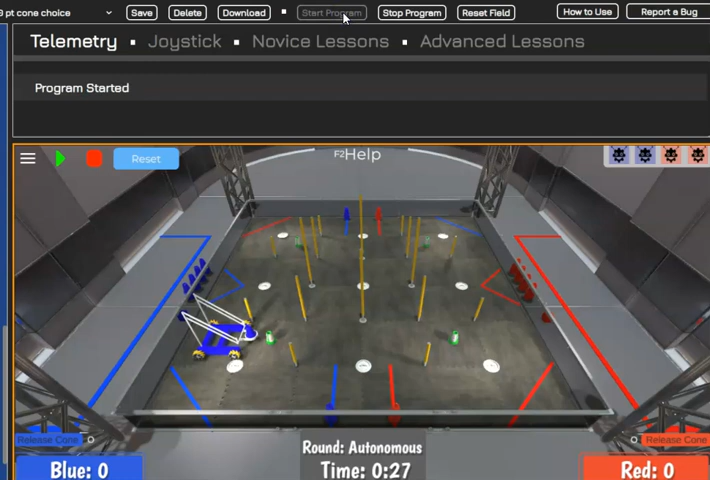 9 pt cone choice
Save
Delete
Download
Start Program
Stop Program
Reset Field
How to Use
Report a Bug
Telemetry
Joystick
Novice Lessons
Advanced Lessons
Program Started
Reset
F2Help
Release Cone
Release Cone
Round: Autonomous
Blue: 0
Time: 0:27
Red: 0